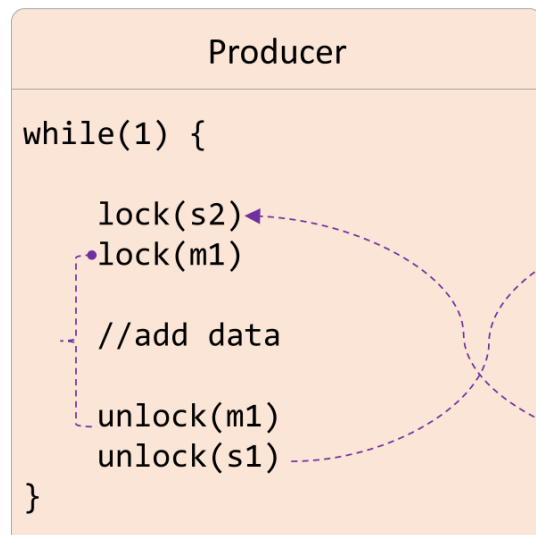 Producer
while(1) {
lock(s2)
lock(m1)
//add data
unlock(m1)
unlock(s1)
}